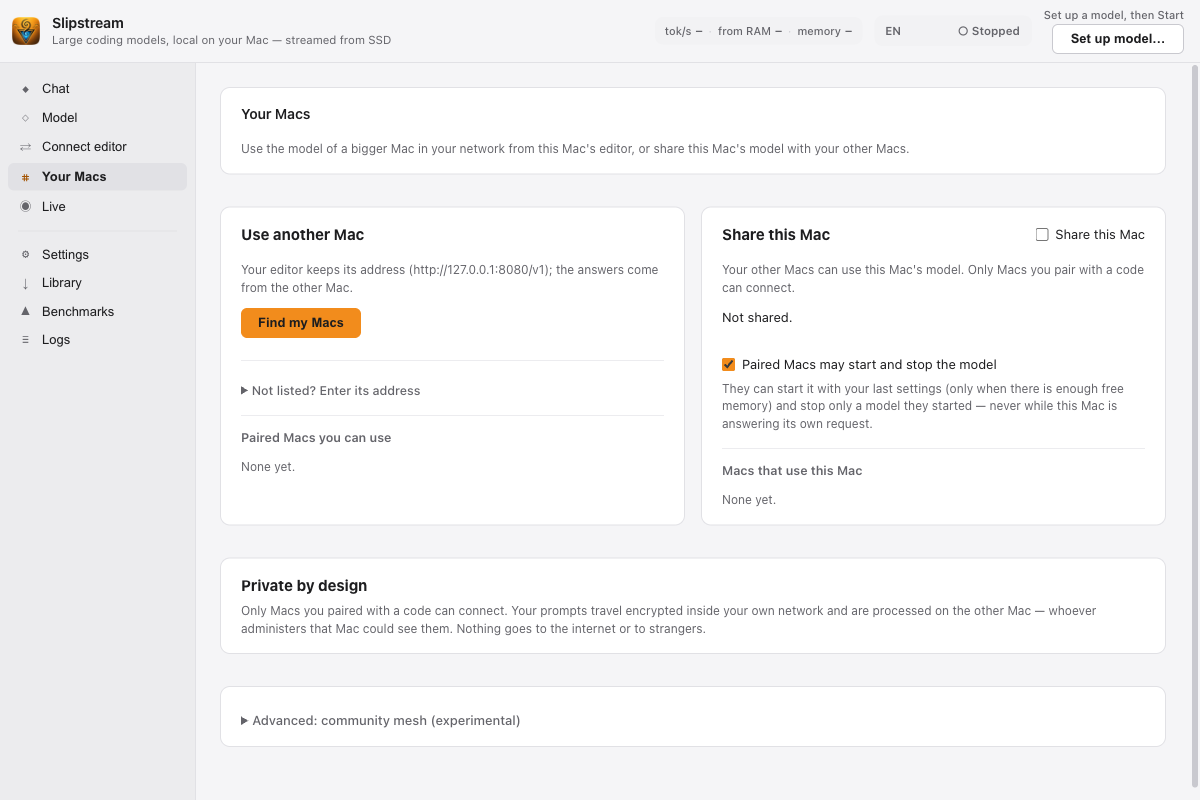 Slipstream
Large coding models, local on your Mac — streamed from SSD
tok/s – · from RAM – · memory –
EN
Stopped
Set up a model, then Start
Set up model...
Chat
Model
Connect editor
Your Macs
Live
Settings
Library
Benchmarks
Logs
Your Macs
Use the model of a bigger Mac in your network from this Mac's editor, or share this Mac's model with your other Macs.
Use another Mac
Your editor keeps its address (http://127.0.0.1:8080/v1); the answers come
from the other Mac.
Find my Macs
Not listed? Enter its address
Paired Macs you can use
None yet.
Share this Mac
Share this Mac
Your other Macs can use this Mac's model. Only Macs you pair with a code
can connect.
Not shared.
Paired Macs may start and stop the model
They can start it with your last settings (only when there is enough free
memory) and stop only a model they started — never while this Mac is
answering its own request.
Macs that use this Mac
None yet.
Private by design
Only Macs you paired with a code can connect. Your prompts travel encrypted inside your own network and are processed on the other Mac — whoever
administers that Mac could see them. Nothing goes to the internet or to strangers.
Advanced: community mesh (experimental)